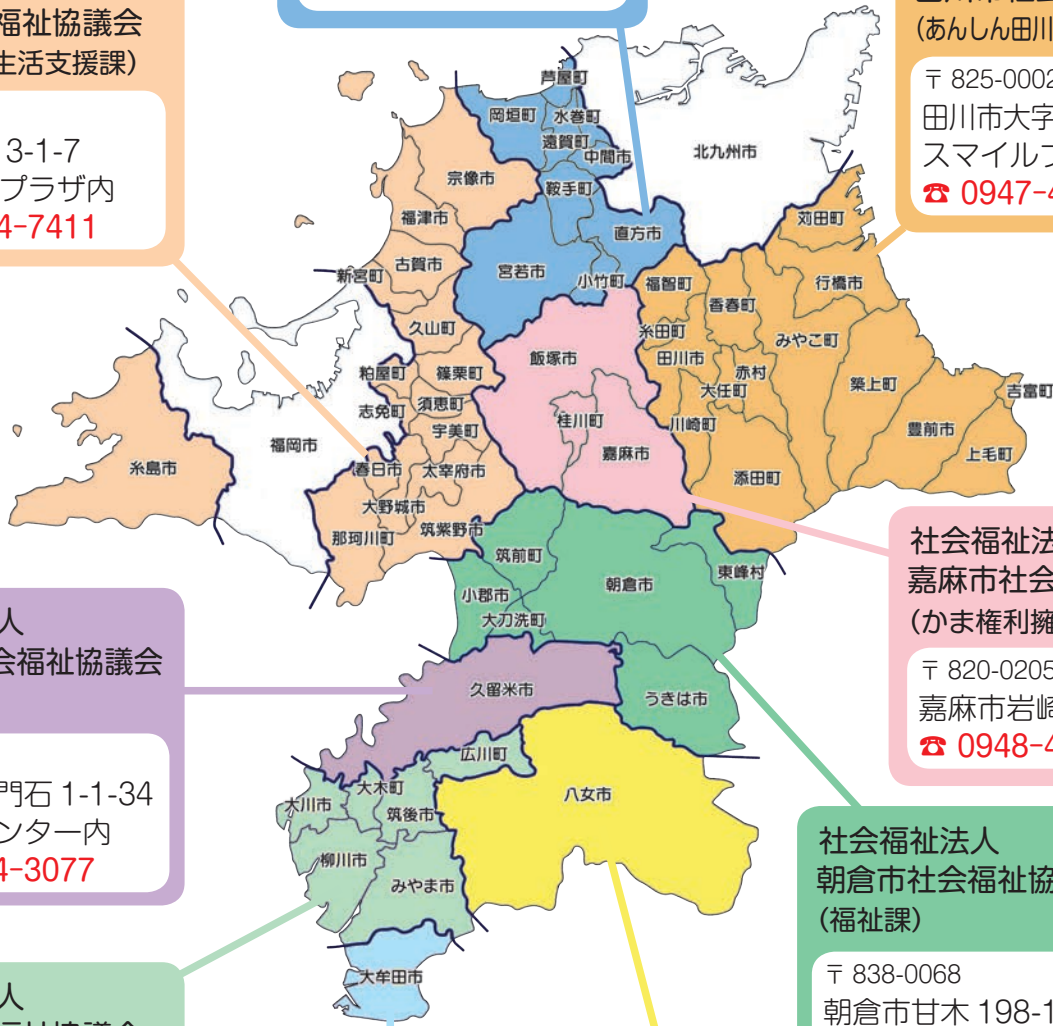 福祉協議会
生活支援課)
3-1-7
プラザ内
4-7411
(あんしん田川
〒825-0002
田川市大字
スマイルプ
☎ 0947-4
芦屋町
岡垣町
水巻町
遠賀町
中間市
北九州市
宗像市
鞍手町
福津市
直方市
苅田町
古賀市
新宮町
宮若市
小竹町
福智町
行橋市
香春町
久山町
糸田町
みやこ町
飯塚市
田川市
粕屋町
篠栗町
赤村
大任町
築上町
吉富町
志免町
須恵町
桂川町
川崎町
宇美町
豊前市
福岡市
嘉麻市
上毛町
糸島市
春日市
太宰府市
添田町
大野城市
那珂川町
筑紫野市
筑前町
朝倉市
東峰村
小郡市
大刀洗町
社会福祉法
嘉麻市社会
(かま権利擁
〒820-0205
嘉麻市岩崎
☎ 0948-4
人
会福祉協議会
門石 1-1-34
ンター内
4-3077
久留米市
うきは市
広川町
大木町
大川市
筑後市
八女市
柳川市
みやま市
大牟田市
社会福祉法人
朝倉市社会福祉協
(福祉課)
〒838-0068
朝倉市甘木 198-1
人